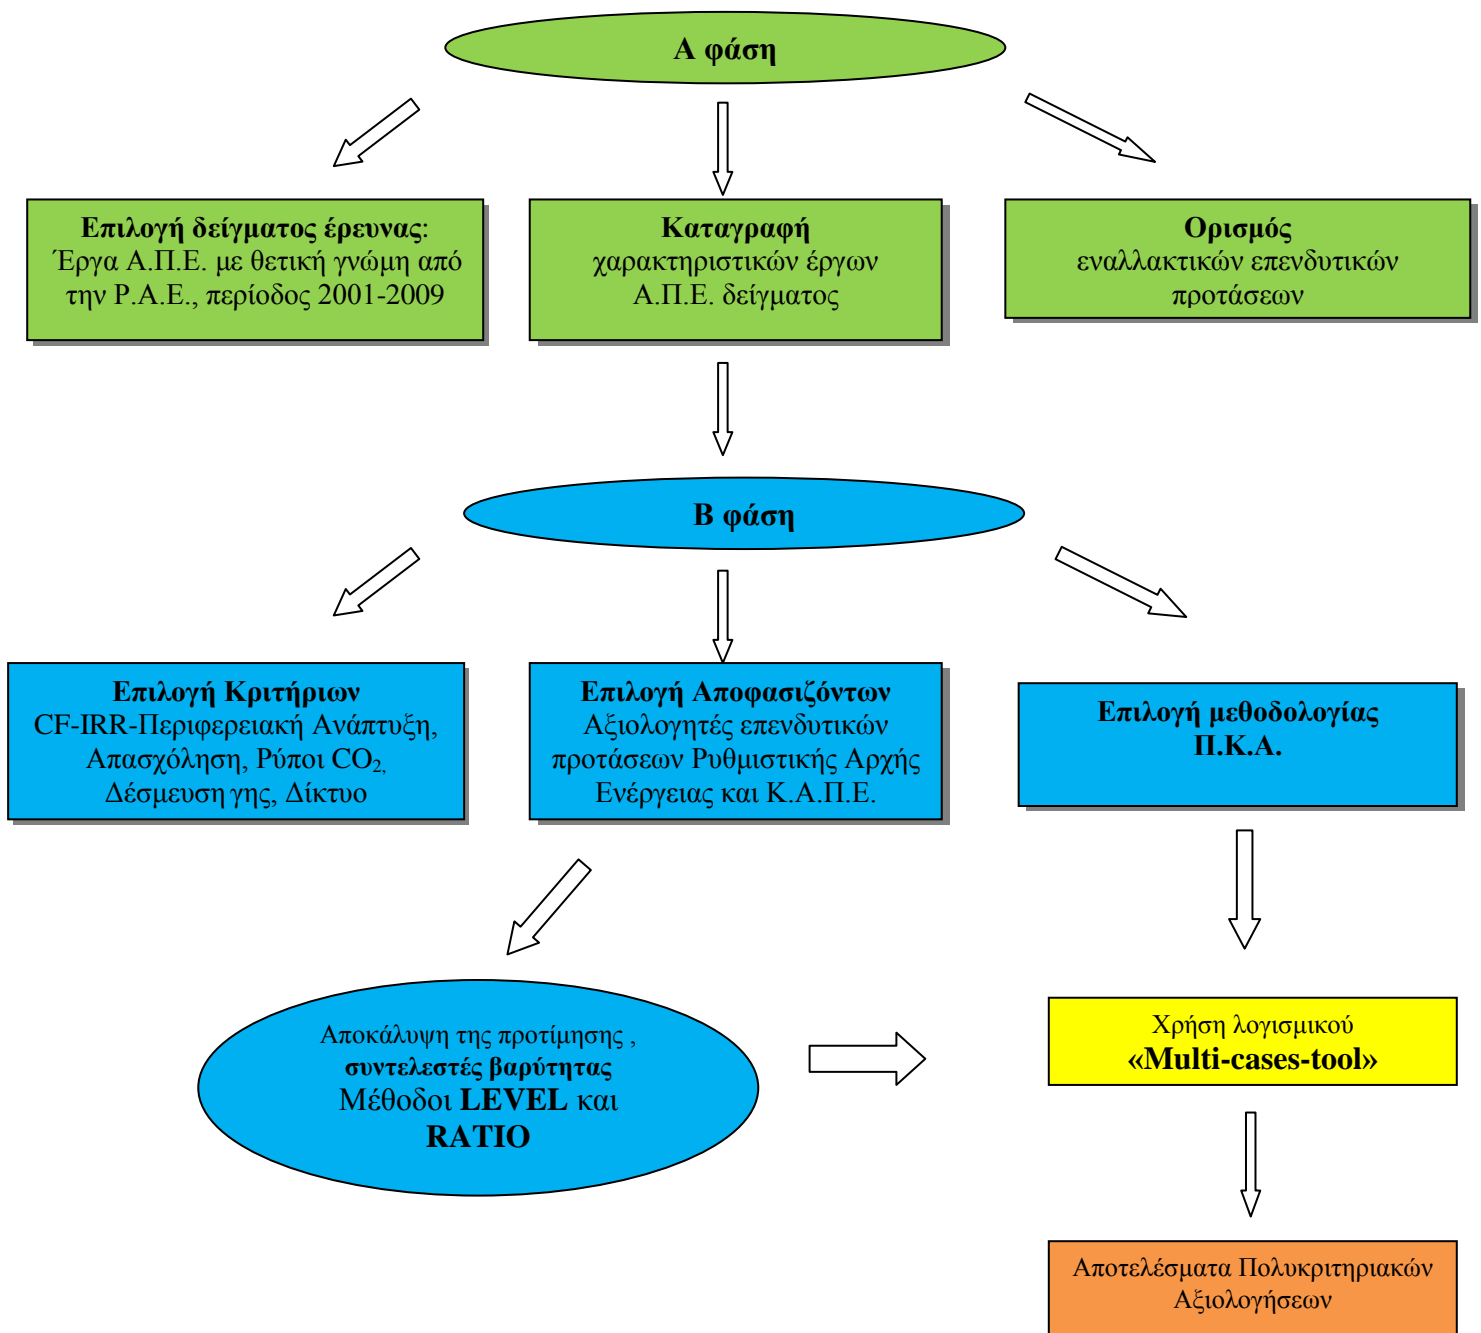 Α φάση
Επιλογή δείγματος έρευνας:
Έργα Α.Π.Ε. με θετική γνώμη από
την Ρ.Α.Ε., περίοδος 2001-2009
Καταγραφή
χαρακτηριστικών έργων
Α.Π.Ε. δείγματος
Ορισμός
εναλλακτικών επενδυτικών
προτάσεων
Β φάση
Επιλογή Κριτήριων
CF-IRR-Περιφερειακή Ανάπτυξη,
Απασχόληση, Ρύποι CO₂,
Δέσμευση γης, Δίκτυο
Επιλογή Αποφασιζόντων
Αξιολογητές επενδυτικών
προτάσεων Ρυθμιστικής Αρχής
Ενέργειας και Κ.Α.Π.Ε.
Επιλογή μεθοδολογίας
Π.Κ.Α.
Αποκάλυψη της προτίμησης ,
συντελεστές βαρύτητας
Μέθοδοι LEVEL και
RATIO
Χρήση λογισμικού
«Multi-cases-tool»
Αποτελέσματα Πολυκριτηριακών
Αξιολογήσεων